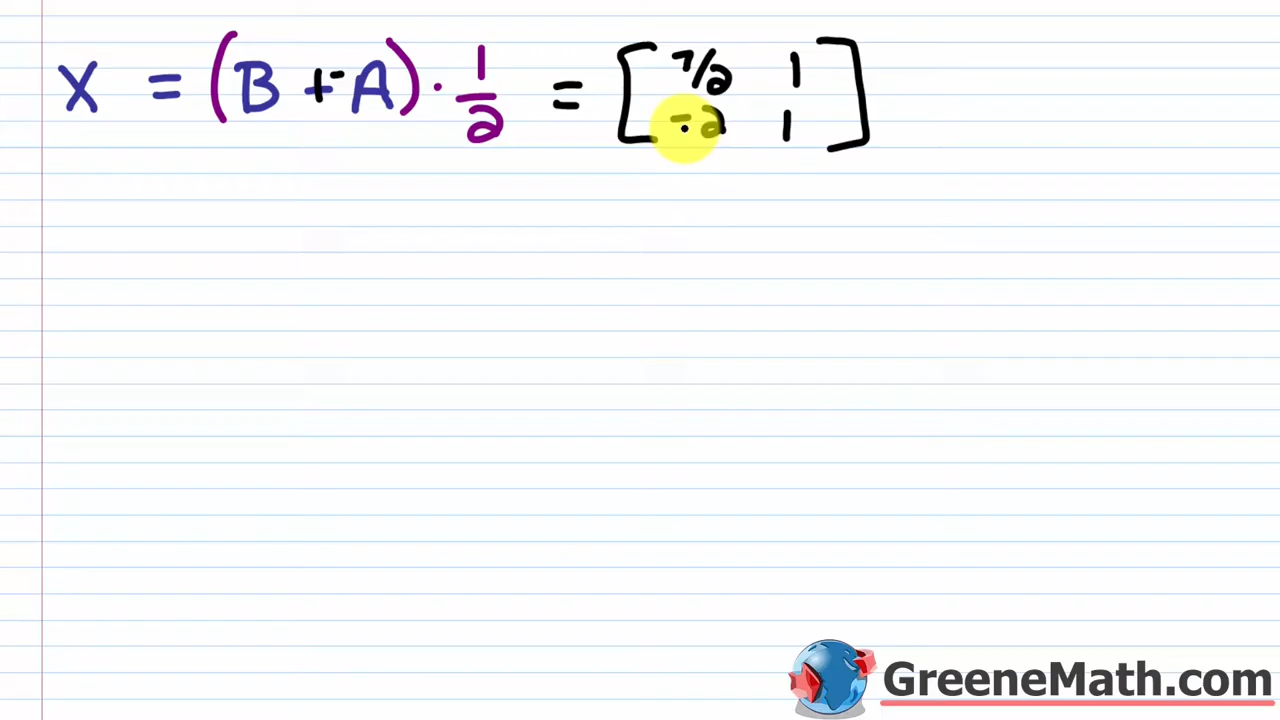 X = (B + -A) · 1/2 = [ 7/2 1
-2 1 ]
GreeneMath.com